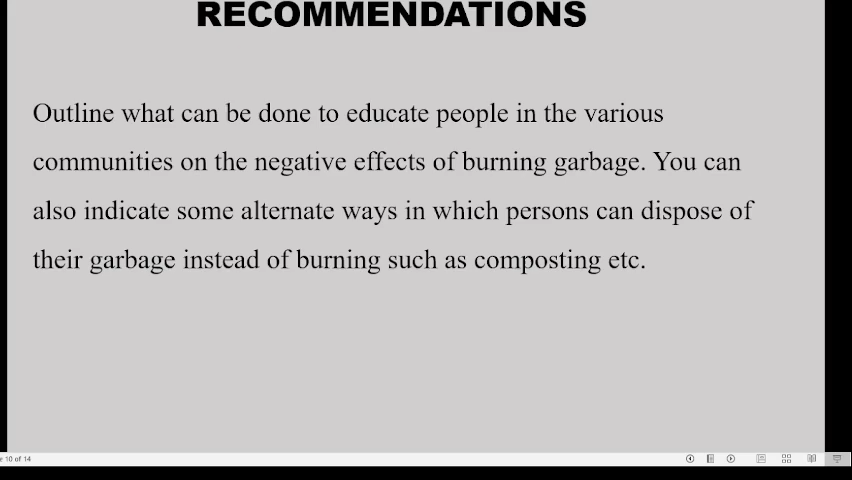 RECOMMENDATIONS
Outline what can be done to educate people in the various
communities on the negative effects of burning garbage. You can
also indicate some alternate ways in which persons can dispose of
their garbage instead of burning such as composting etc.
10 of 14